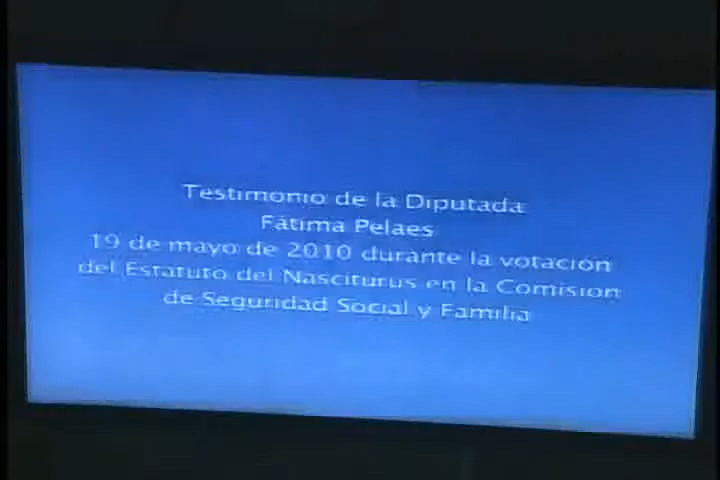 Testimonio de la Diputada
Fátima Pelaes
19 de mayo de 2010 durante la votación
del Estatuto del Nasciturus en la Comision
de Seguridad Social y Familia